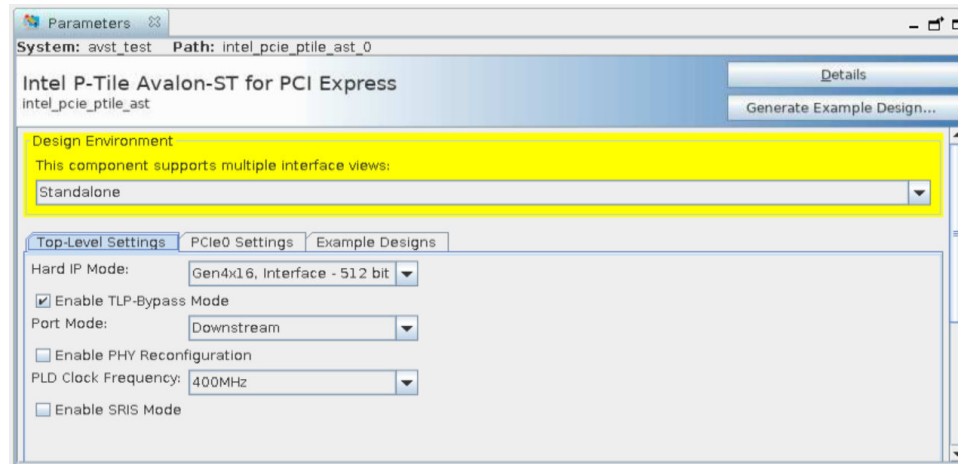 Parameters
System: avst_test Path: intel_pcie_ptile_ast_0
Intel P-Tile Avalon-ST for PCI Express
intel_pcie_ptile_ast
Details
Generate Example Design...
Design Environment
This component supports multiple interface views:
Standalone
Top-Level Settings PCIe0 Settings Example Designs
Hard IP Mode: Gen4x16, Interface - 512 bit
Enable TLP-Bypass Mode
Port Mode: Downstream
Enable PHY Reconfiguration
PLD Clock Frequency: 400MHz
Enable SRIS Mode